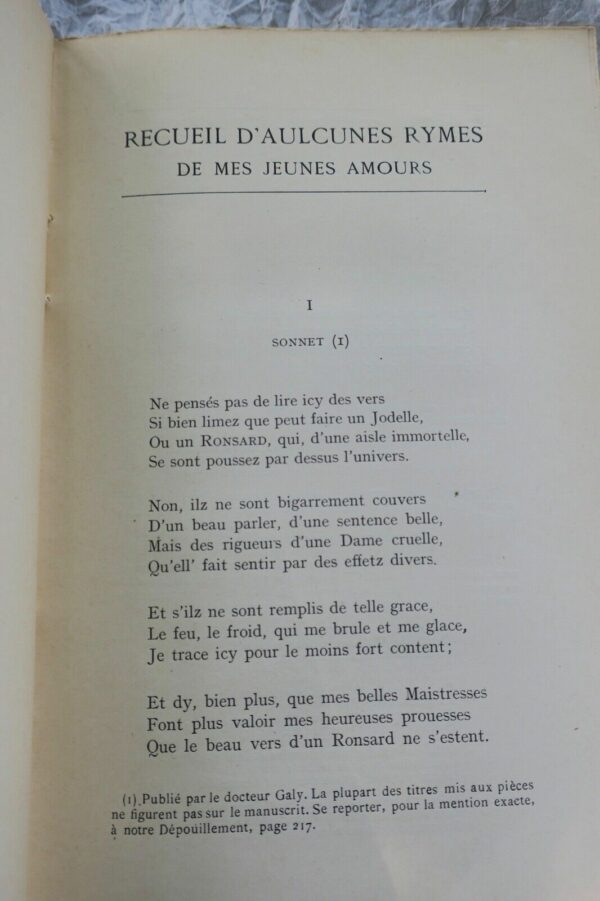 RECUEIL D'AULCUNES RYMES
DE MES JEUNES AMOURS
I
SONNET (1)
Ne pensés pas de lire icy des vers
Si bien limez que peut faire un Jodelle,
Ou un RONSARD, qui, d'une aisle immortelle,
Se sont poussez par dessus l'univers.
Non, ilz ne sont bigarrement couvers
D'un beau parler, d'une sentence belle,
Mais des rigueurs d'une Dame cruelle,
Qu'ell' fait sentir par des effetz divers.
Et s'ilz ne sont remplis de telle grace,
Le feu, le froid, qui me brule et me glace,
Je trace icy pour le moins fort content;
Et dy, bien plus, que mes belles Maistresses
Font plus valoir mes heureuses prouesses
Que le beau vers d'un Ronsard ne s'estent.
(1). Publié par le docteur Galy. La plupart des titres mis aux pièces
ne figurent pas sur le manuscrit. Se reporter, pour la mention exacte,
à notre Dépouillement, page 217.